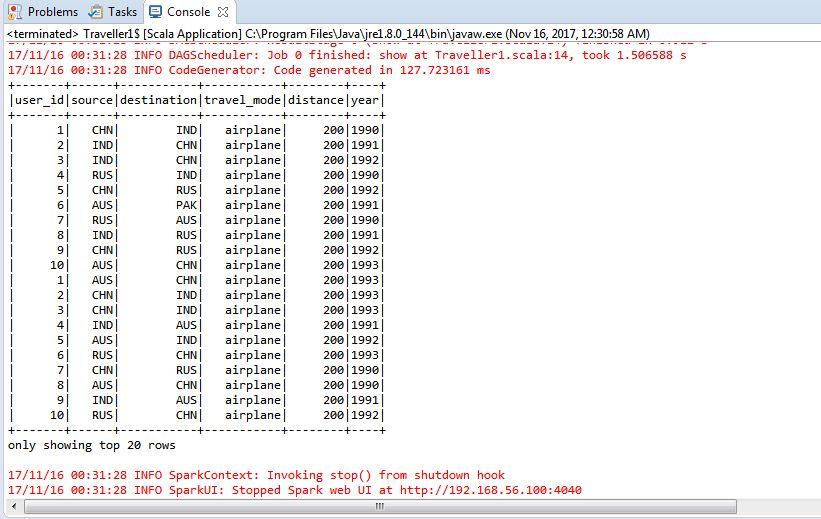 Problems Tasks Console
<terminated> Traveller1$ [Scala Application] C:\Program Files\Java\jre1.8.0_144\bin\javaw.exe (Nov 16, 2017, 12:30:58 AM)
17/11/16 00:31:28 INFO DAGScheduler: Job 0 finished: show at Traveller1.scala:14, took 1.506588 s
17/11/16 00:31:28 INFO CodeGenerator: Code generated in 127.723161 ms
+-------+------+-----------+-----------+--------+----+
|user_id|source|destination|travel_mode|distance|year|
+-------+------+-----------+-----------+--------+----+
|      1|   CHN|        IND|   airplane|     200|1990|
|      2|   IND|        CHN|   airplane|     200|1991|
|      3|   IND|        CHN|   airplane|     200|1992|
|      4|   RUS|        IND|   airplane|     200|1990|
|      5|   CHN|        RUS|   airplane|     200|1992|
|      6|   AUS|        PAK|   airplane|     200|1991|
|      7|   RUS|        AUS|   airplane|     200|1990|
|      8|   IND|        RUS|   airplane|     200|1991|
|      9|   CHN|        RUS|   airplane|     200|1992|
|     10|   AUS|        CHN|   airplane|     200|1993|
|      1|   AUS|        CHN|   airplane|     200|1993|
|      2|   CHN|        IND|   airplane|     200|1993|
|      3|   CHN|        IND|   airplane|     200|1993|
|      4|   IND|        AUS|   airplane|     200|1991|
|      5|   AUS|        IND|   airplane|     200|1992|
|      6|   RUS|        CHN|   airplane|     200|1993|
|      7|   CHN|        RUS|   airplane|     200|1990|
|      8|   AUS|        CHN|   airplane|     200|1990|
|      9|   IND|        AUS|   airplane|     200|1991|
|     10|   RUS|        CHN|   airplane|     200|1992|
+-------+------+-----------+-----------+--------+----+
only showing top 20 rows
17/11/16 00:31:28 INFO SparkContext: Invoking stop() from shutdown hook
17/11/16 00:31:28 INFO SparkUI: Stopped Spark web UI at http://192.168.56.100:4040